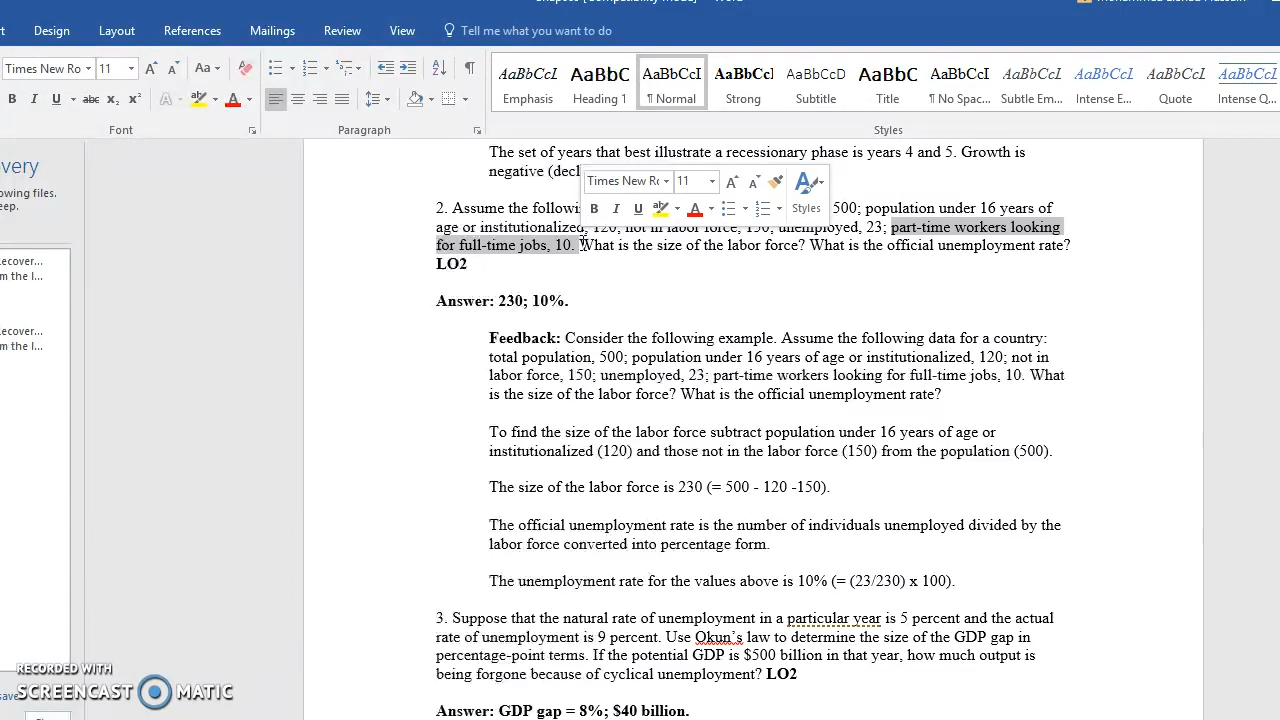 Design Layout References Mailings Review View Tell me what you want to do
Times New Ro 11 Aa
B I U abc x₂ x² A A
Font Paragraph Styles
AaBbCcI AaBbC AaBbCcI AaBbCcI AaBbCcD AaBbC AaBbCcI AaBbCcI AaBbCcI AaBbCcI AaBbCcI
Emphasis Heading 1 ¶ Normal Strong Subtitle Title ¶ No Spac... Subtle Em... Intense E... Quote Intense Q...
very
owing files.
eep.
ecover...
m the l...
ecover...
m the l...
The set of years that best illustrate a recessionary phase is years 4 and 5. Growth is
negative (decl
Times New Ro 11 A A Styles
B I U A
2. Assume the followi 500; population under 16 years of
age or institutionalized, 120; not in labor force, 150; unemployed, 23; part-time workers looking
for full-time jobs, 10. What is the size of the labor force? What is the official unemployment rate?
LO2
Answer: 230; 10%.
Feedback: Consider the following example. Assume the following data for a country:
total population, 500; population under 16 years of age or institutionalized, 120; not in
labor force, 150; unemployed, 23; part-time workers looking for full-time jobs, 10. What
is the size of the labor force? What is the official unemployment rate?
To find the size of the labor force subtract population under 16 years of age or
institutionalized (120) and those not in the labor force (150) from the population (500).
The size of the labor force is 230 (= 500 - 120 -150).
The official unemployment rate is the number of individuals unemployed divided by the
labor force converted into percentage form.
The unemployment rate for the values above is 10% (= (23/230) x 100).
3. Suppose that the natural rate of unemployment in a particular year is 5 percent and the actual
rate of unemployment is 9 percent. Use Okun’s law to determine the size of the GDP gap in
percentage-point terms. If the potential GDP is $500 billion in that year, how much output is
being forgone because of cyclical unemployment? LO2
Answer: GDP gap = 8%; $40 billion.
RECORDED WITH
SCREENCAST MATIC